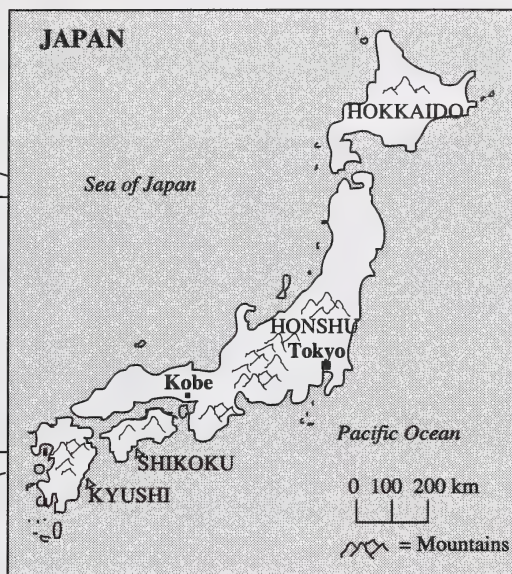 JAPAN
HOKKAIDO
Sea of Japan
HONSHU
Tokyo
Kobe
Pacific Ocean
SHIKOKU
KYUSHI
0 100 200 km
= Mountains